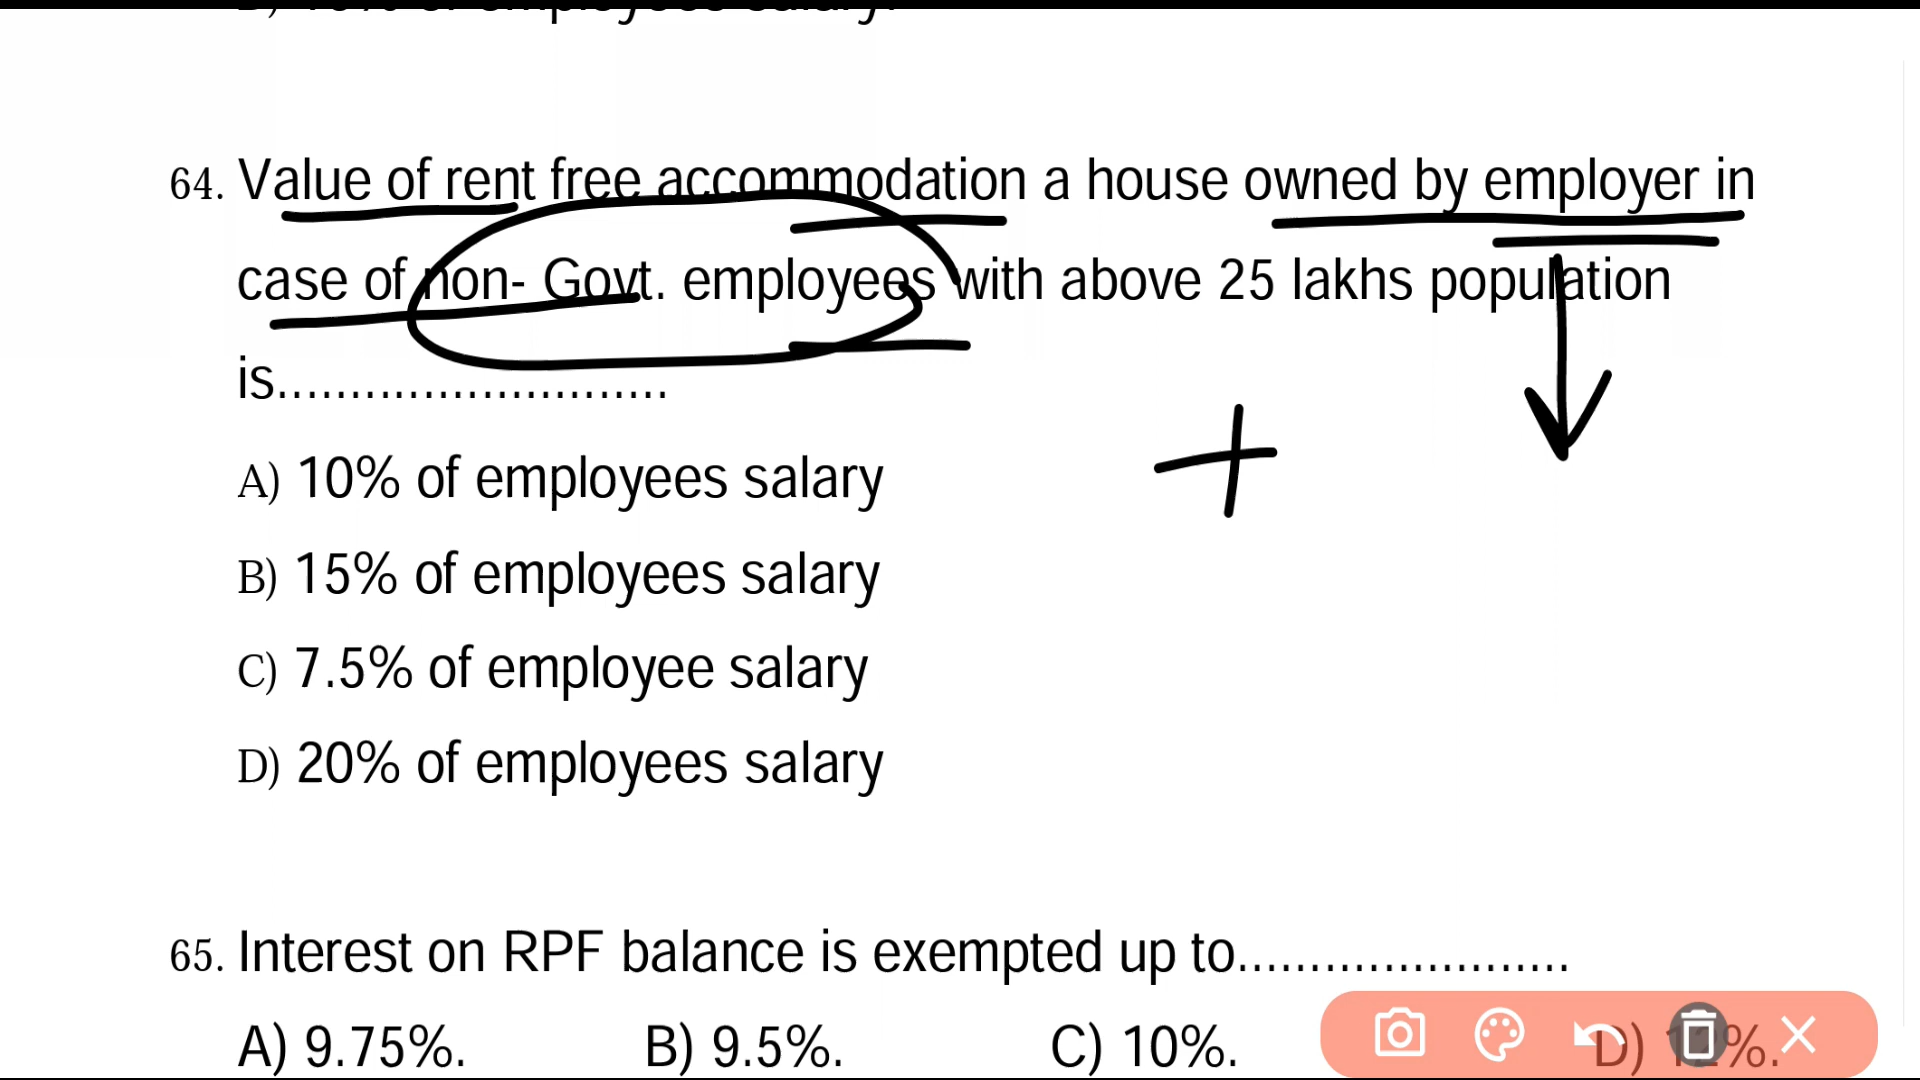 64. Value of rent free accommodation a house owned by employer in
case of non- Govt. employees with above 25 lakhs population
is...........................
A) 10% of employees salary
B) 15% of employees salary
C) 7.5% of employee salary
D) 20% of employees salary
65. Interest on RPF balance is exempted up to.......................
A) 9.75%. B) 9.5%. C) 10%. D) 12%.